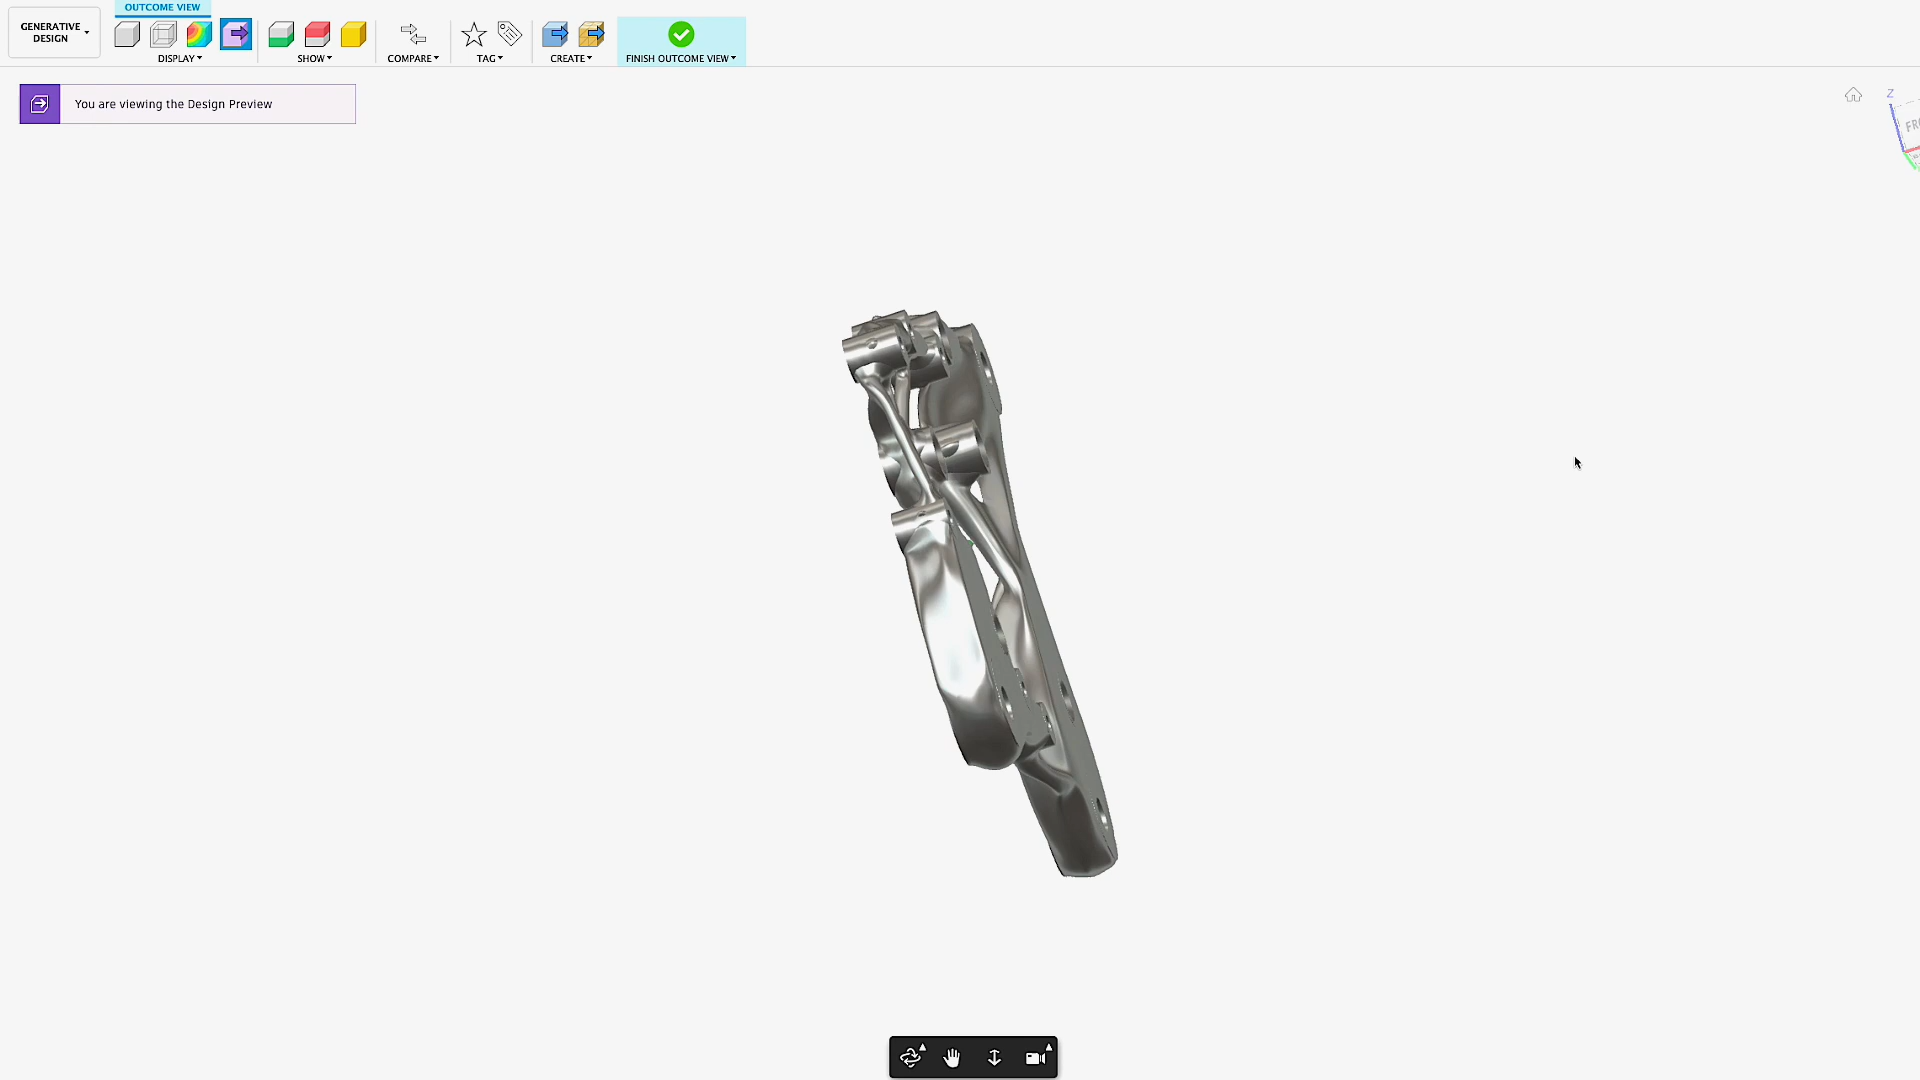 OUTCOME VIEW
GENERATIVE
DESIGN
DISPLAY
SHOW
COMPARE
TAG
CREATE
FINISH OUTCOME VIEW
You are viewing the Design Preview
Z